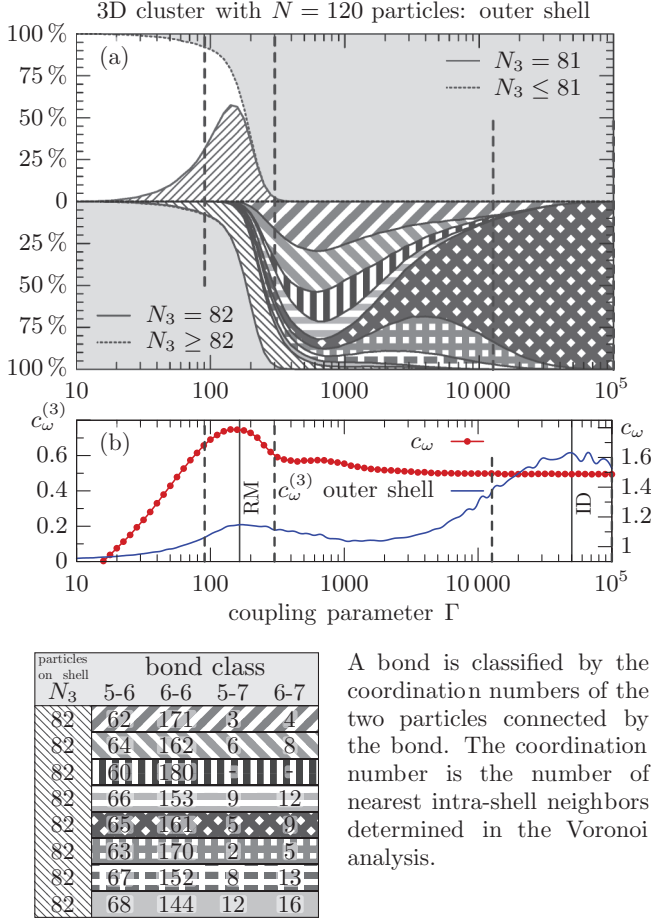 3D cluster with N = 120 particles: outer shell
100 %
75 %
50 %
25 %
0
25 %
50 %
75 %
100 %
(a)
N₃ = 81
N₃ ≤ 81
N₃ = 82
N₃ ≥ 82
10 100 1000 10 000 10⁵
c_ω^(3)
0.6
0.4
0.2
0
(b)
c_ω
c_ω^(3) outer shell
RM
ID
c_ω
1.6
1.4
1.2
1
10 100 1000 10 000 10⁵
coupling parameter Γ
particles
on shell
bond class
N₃ 5-6 6-6 5-7 6-7
82 62 171 3 4
82 64 162 6 8
82 60 180 - -
82 66 153 9 12
82 65 161 5 9
82 63 170 2 5
82 67 152 8 13
82 68 144 12 16
A bond is classified by the
coordination numbers of the
two particles connected by
the bond. The coordination
number is the number of
nearest intra-shell neighbors
determined in the Voronoi
analysis.